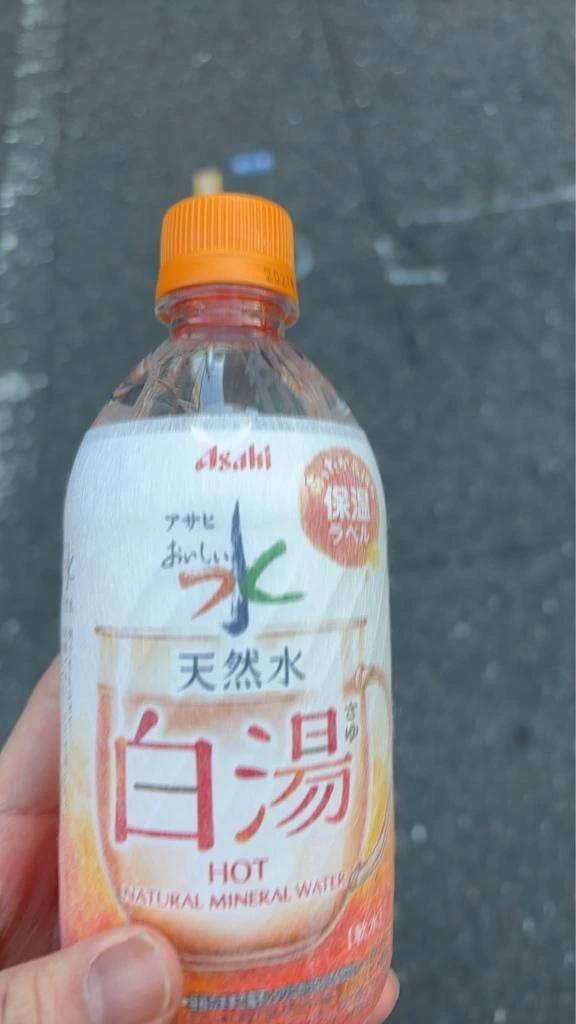 Asaki
保温
ラベル
アサヒ
おいしい
水
天然水
白湯
さゆ
HOT
NATURAL MINERAL WATER